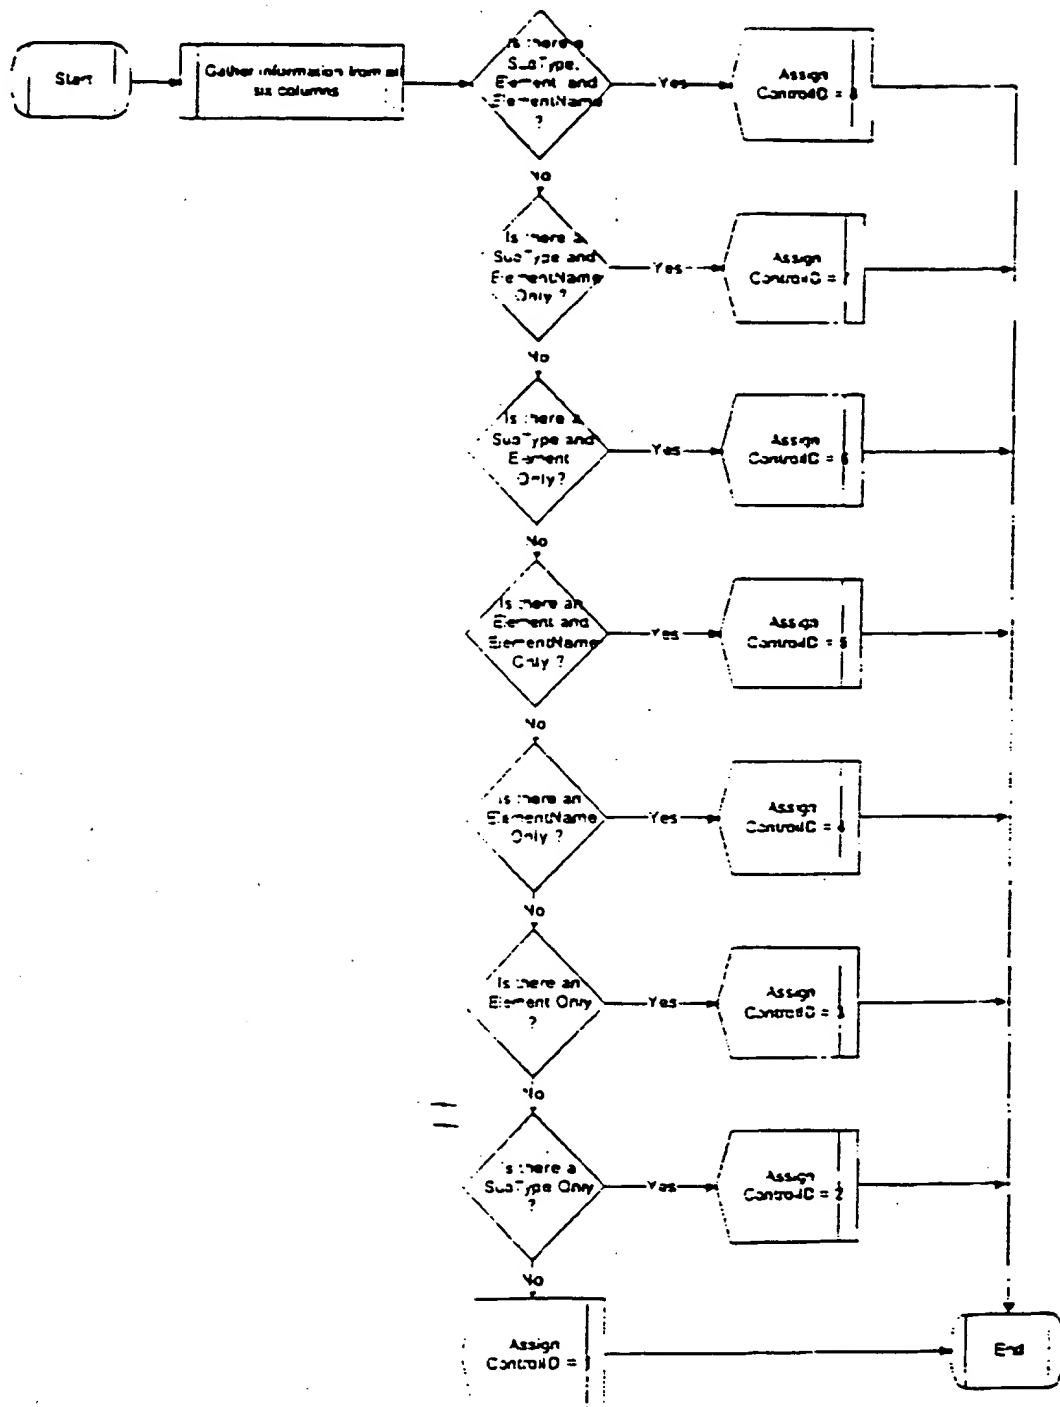 Start
Gather information from all
six columns
Is there a
SubType,
Element and
ElementName
?
Yes
Assign
ControlID = 8
No
Is there a
SubType and
ElementName
Only ?
Yes
Assign
ControlID = 7
No
Is there a
SubType and
Element
Only?
Yes
Assign
ControlID = 6
No
Is there an
Element and
ElementName
Only ?
Yes
Assign
ControlID = 5
No
Is there an
ElementName
Only ?
Yes
Assign
ControlID = 4
No
Is there an
Element Only
?
Yes
Assign
ControlID = 3
No
Is there a
SubType Only
?
Yes
Assign
ControlID = 2
No
Assign
ControlID = 1
End